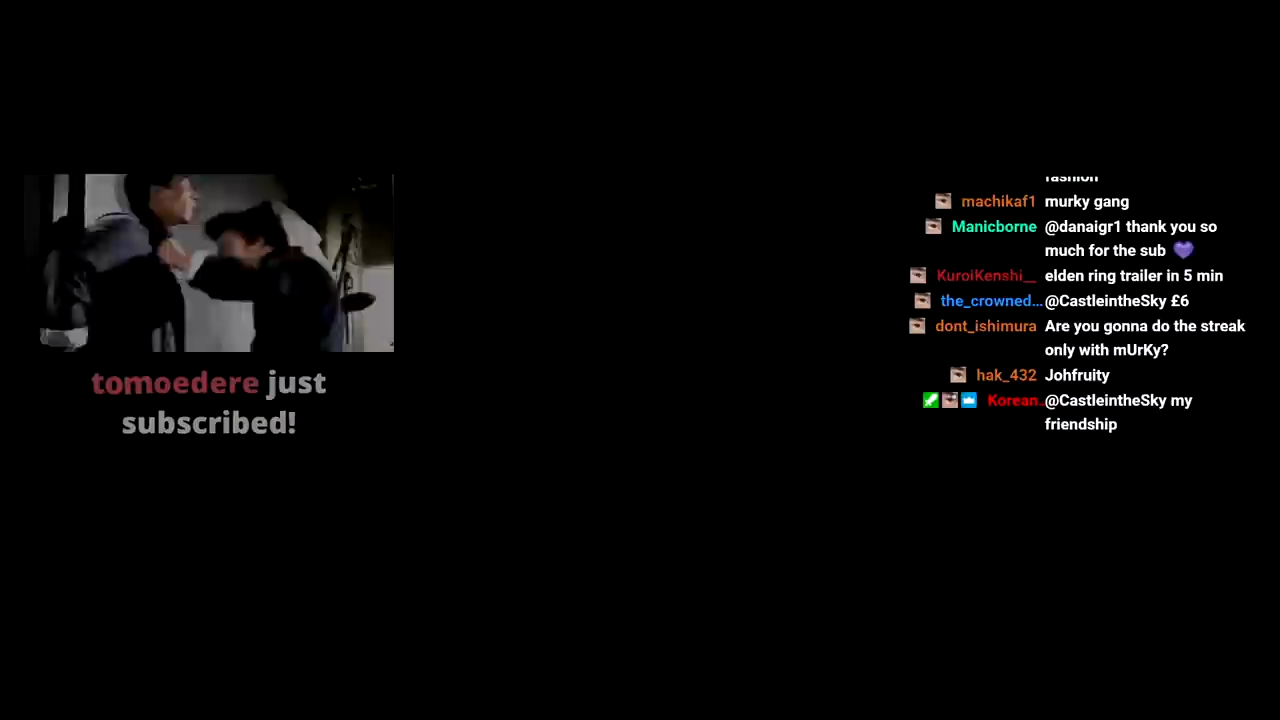 tomoedere just
subscribed!
fashion
machikaf1 murky gang
Manicborne @danaigr1 thank you so
much for the sub 💜
KuroiKenshi__ elden ring trailer in 5 min
the_crowned... @CastleintheSky £6
dont_ishimura Are you gonna do the streak
only with mUrKy?
hak_432 Johfruity
Korean... @CastleintheSky my
friendship